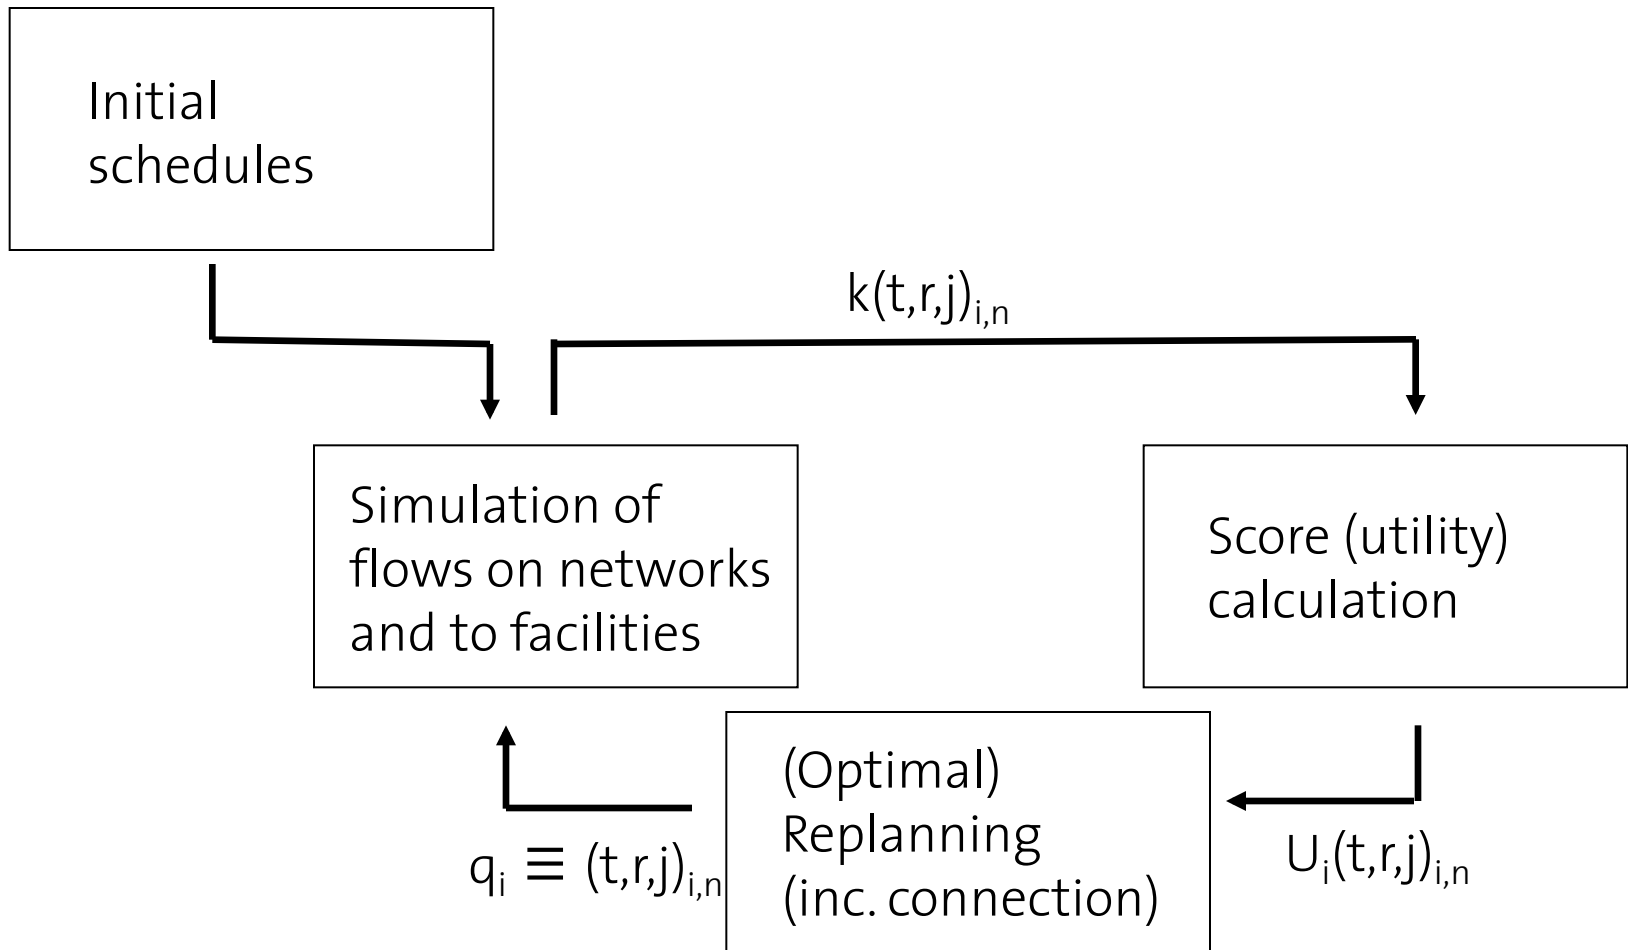 Initial
schedules
k(t,r,j)i,n
Simulation of
flows on networks
and to facilities
Score (utility)
calculation
(Optimal)
Replanning
(inc. connection)
qi ≡ (t,r,j)i,n
Ui(t,r,j)i,n